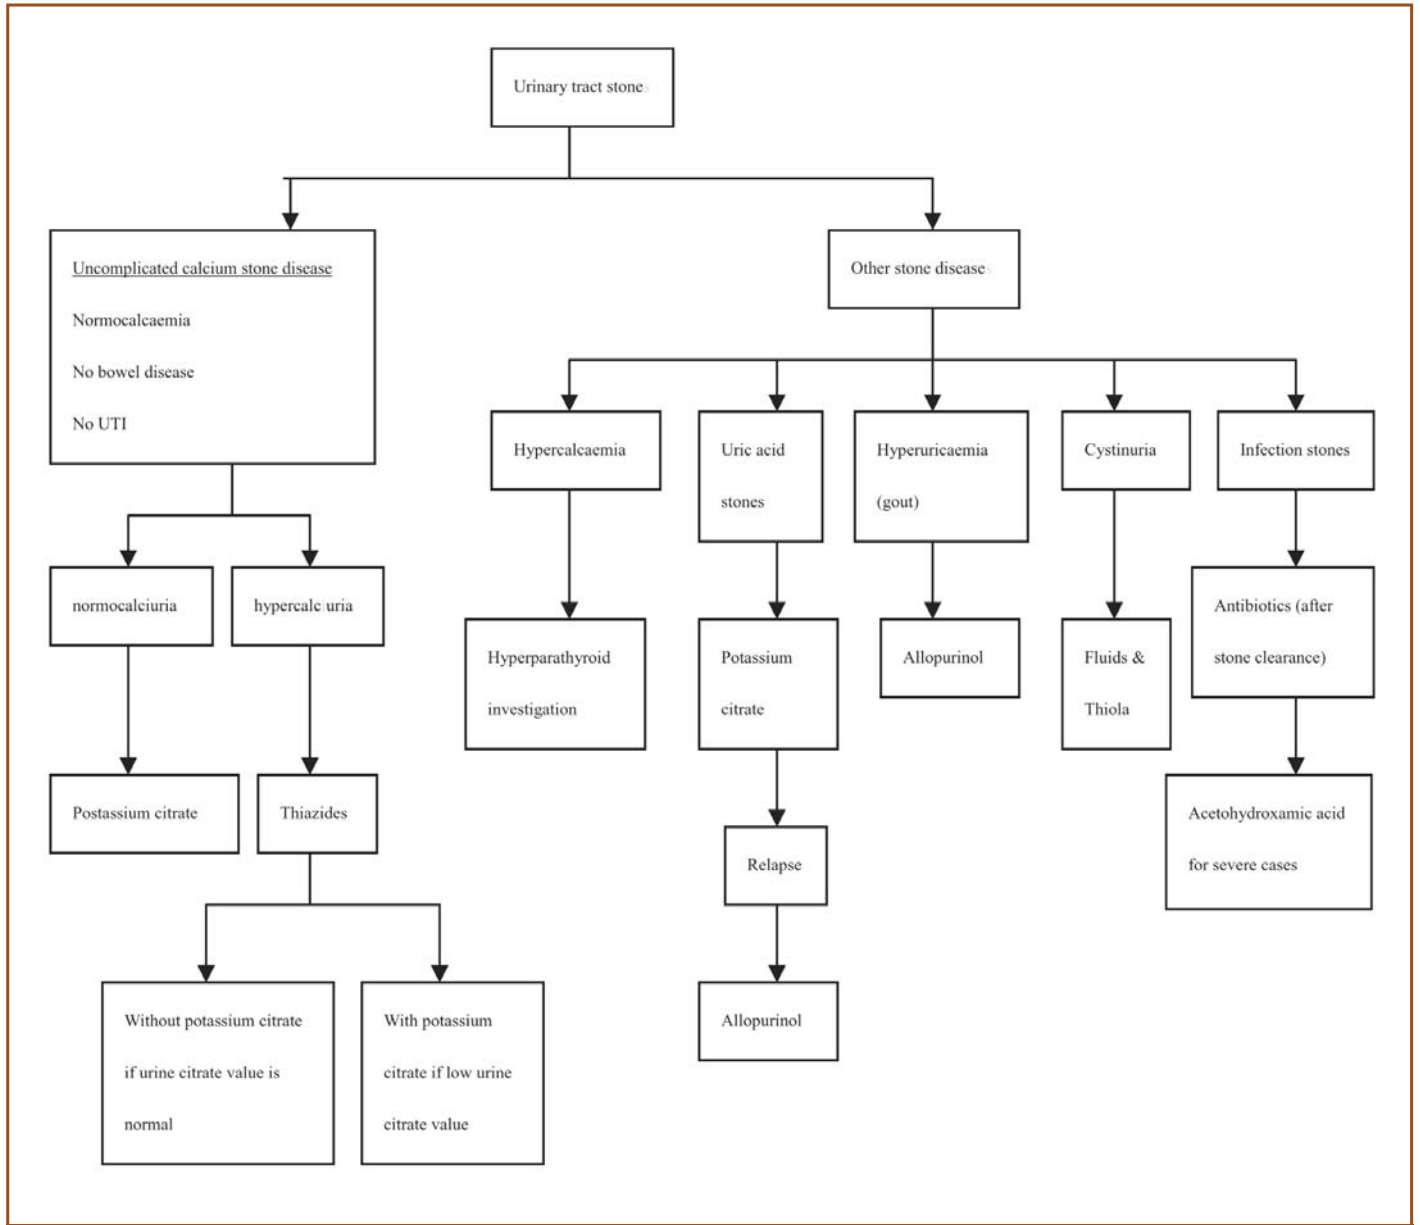 Urinary tract stones
Uncomplicated calcium stone disease
Normocalcaemia
No bowel disease
No UTI
Other stone disease
Hypercalcaemia
Uric acid
stones
Hyperuricaemia
(gout)
Cystinuria
Infection stones
normocalciuria
hypercalciuria
Hyperparathyroid
investigation
Potassium
citrate
Allopurinol
Fluids &
Thiola
Antibiotics (after
stone clearance)
Postassium citrate
Thiazides
Relapse
Acetohydroxamic acid
for severe cases
Without potassium citrate
if urine citrate value is
normal
With potassium
citrate if low urine
citrate value
Allopurinol